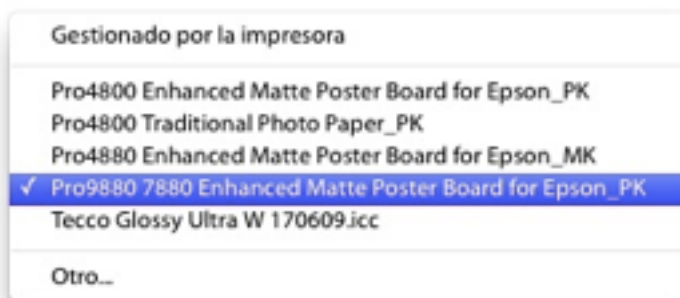 Gestionado por la impresora
Pro4800 Enhanced Matte Poster Board for Epson_PK
Pro4800 Traditional Photo Paper_PK
Pro4880 Enhanced Matte Poster Board for Epson_MK
✓ Pro9880 7880 Enhanced Matte Poster Board for Epson_PK
Tecco Glossy Ultra W 170609.icc
Otro...